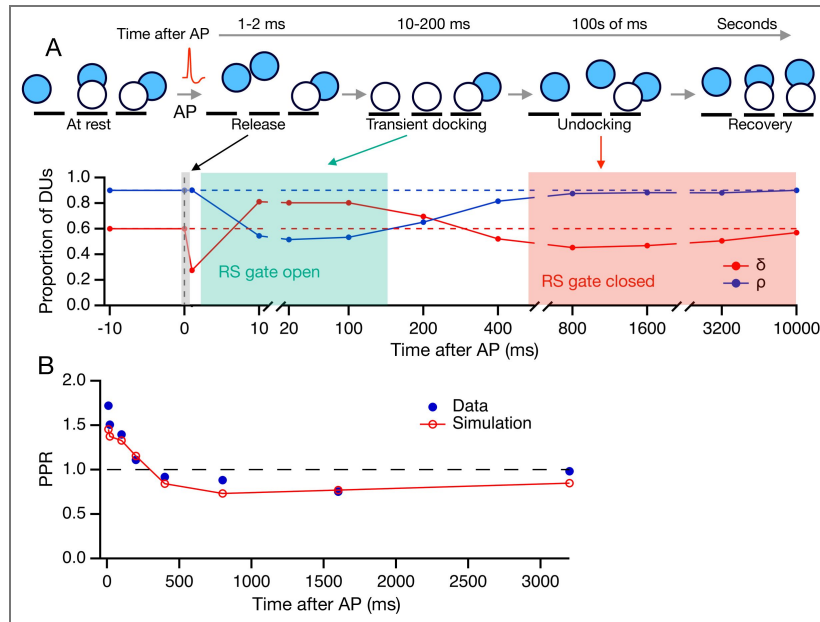 A
Time after AP
1-2 ms
10-200 ms
100s of ms
Seconds
AP
At rest
Release
Transient docking
Undocking
Recovery
Proportion of DUs
1.0
0.8
0.6
0.4
0.2
0.0
RS gate open
RS gate closed
δ
ρ
-10
0
10
20
100
200
400
800
1600
3200
10000
Time after AP (ms)
B
PPR
2.0
1.5
1.0
0.5
0.0
Data
Simulation
0
500
1000
1500
2000
2500
3000
Time after AP (ms)